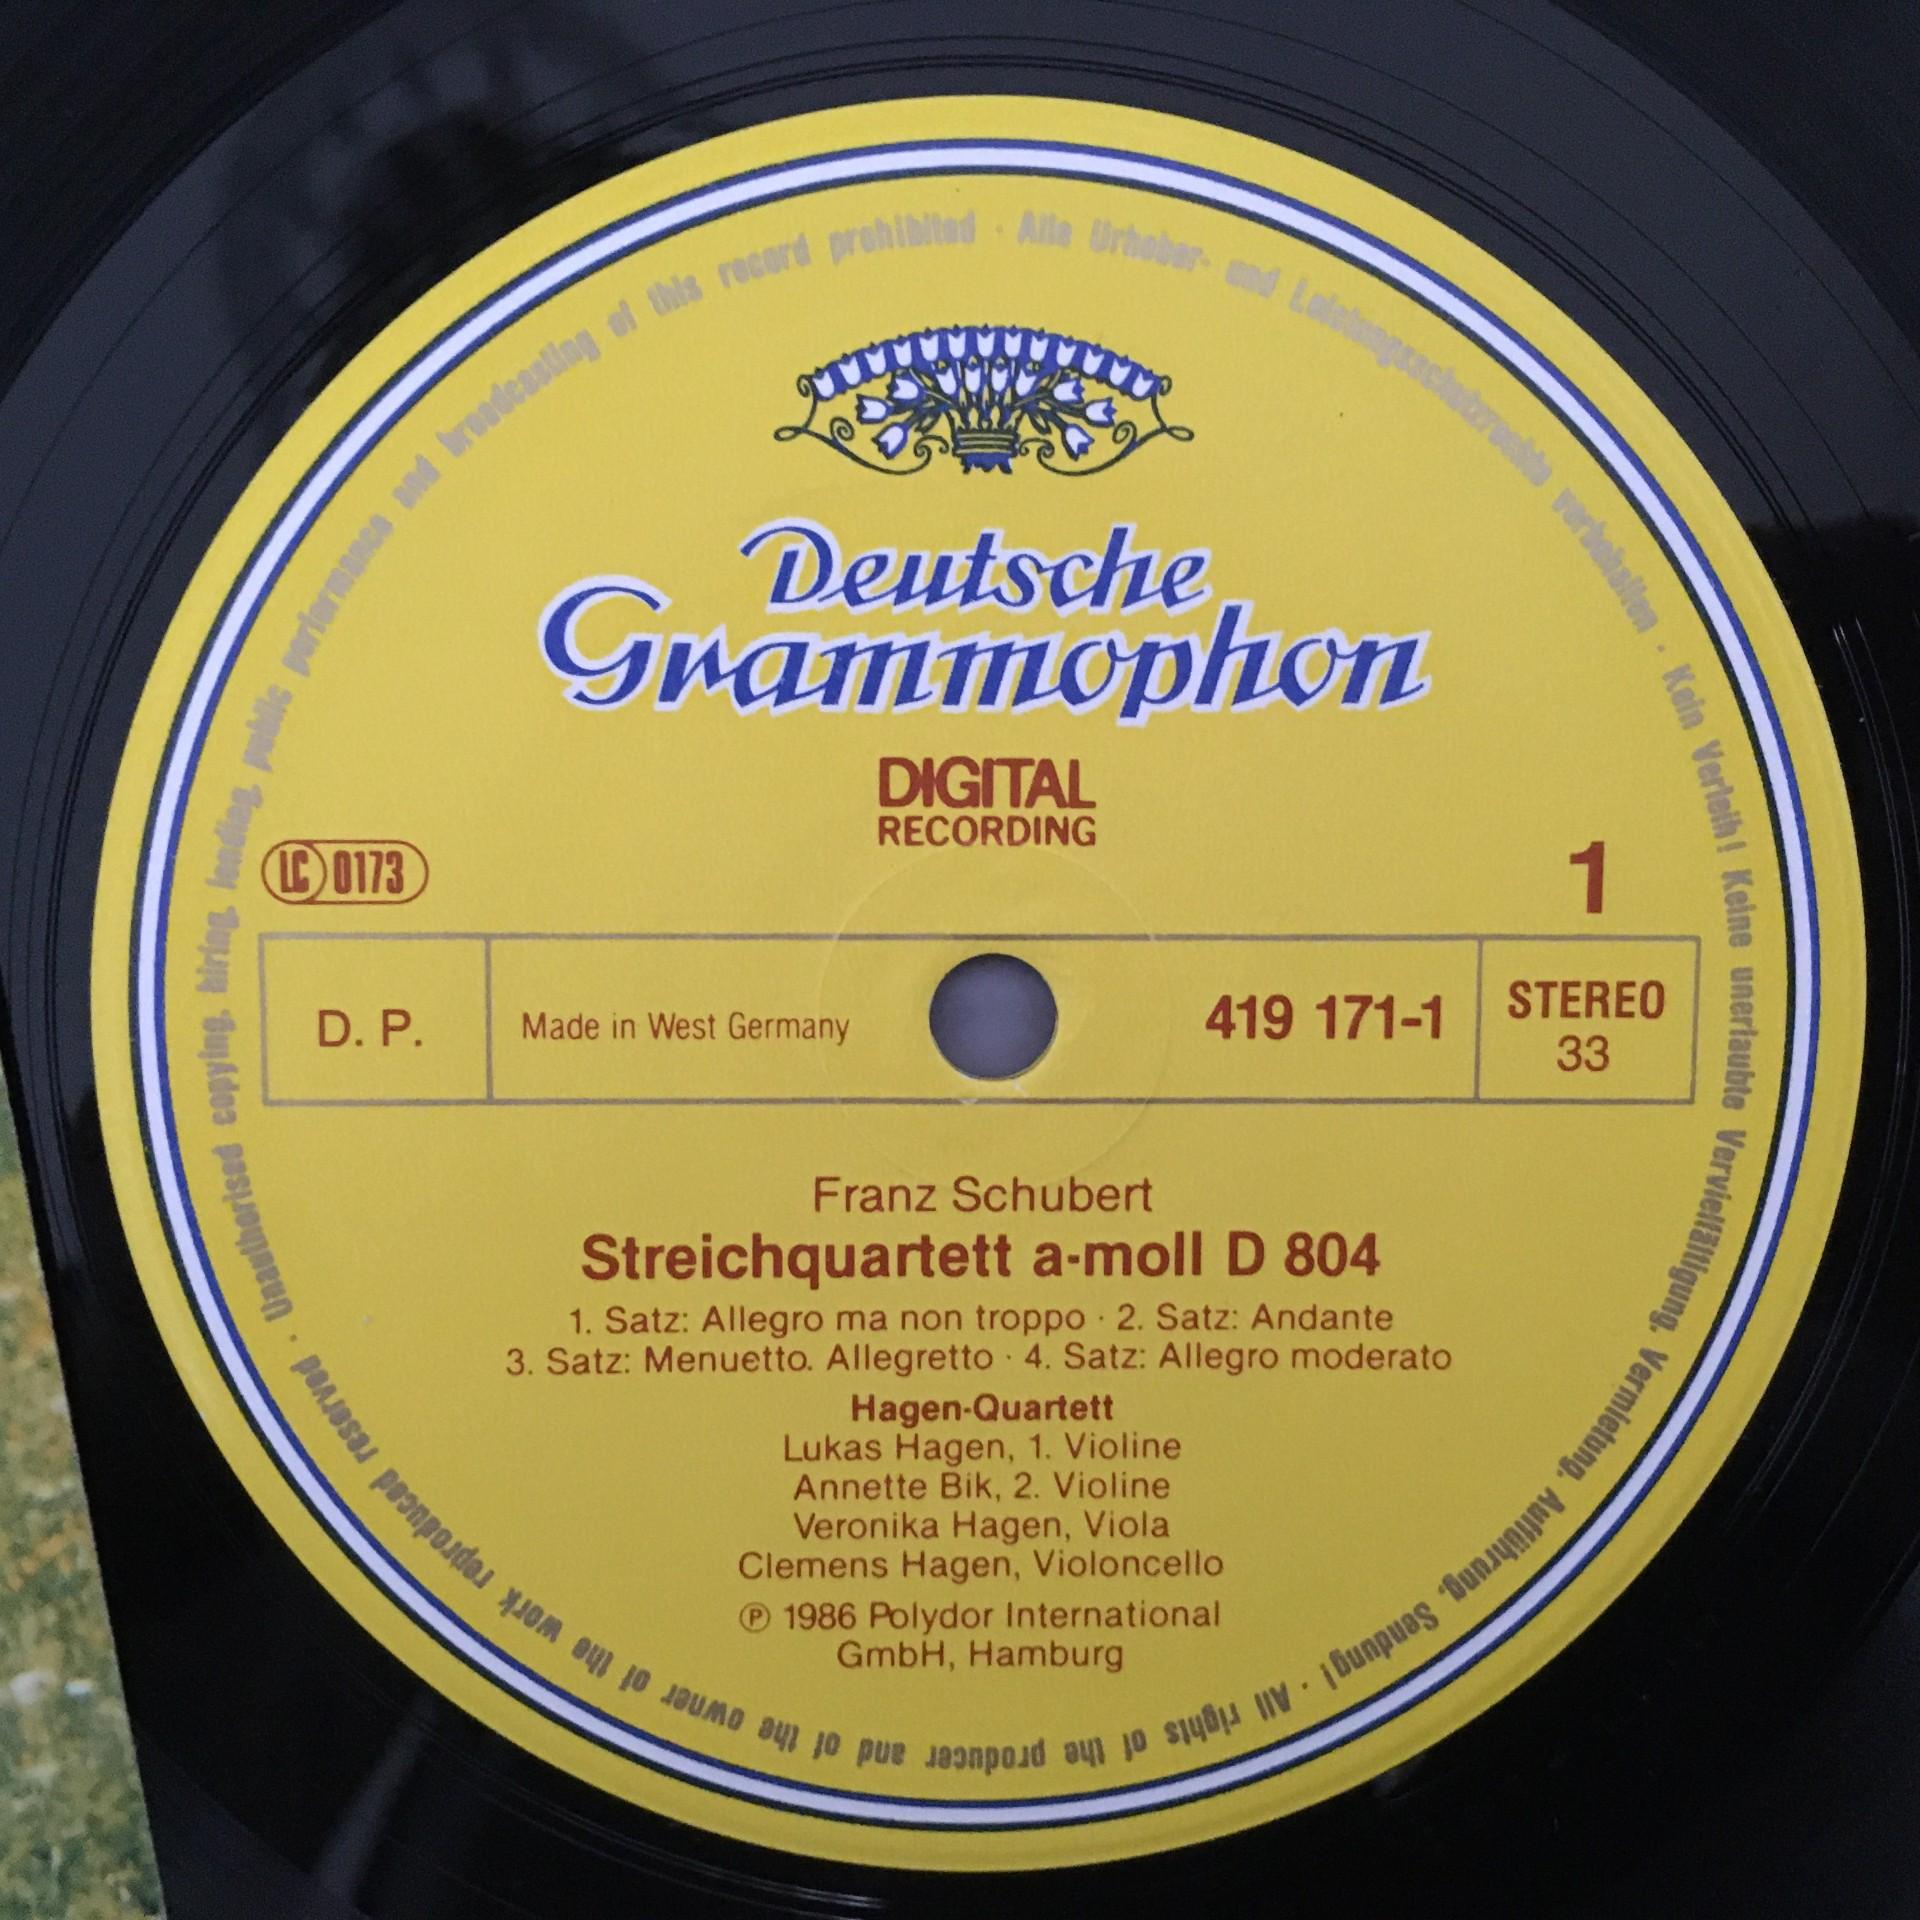 Deutsche
Grammophon
DIGITAL
RECORDING
LC 0173
1
D. P.
Made in West Germany
419 171-1
STEREO
33
Franz Schubert
Streichquartett a-moll D 804
1. Satz: Allegro ma non troppo · 2. Satz: Andante
3. Satz: Menuetto. Allegretto · 4. Satz: Allegro moderato
Hagen-Quartett
Lukas Hagen, 1. Violine
Annette Bik, 2. Violine
Veronika Hagen, Viola
Clemens Hagen, Violoncello
℗ 1986 Polydor International
GmbH, Hamburg
Alle Urheber- und Leistungsschutzrechte vorbehalten · Kein Verleih! Keine unerlaubte Vervielfältigung, Vermietung, Aufführung, Sendung! · All rights of the producer and of the owner of the work reproduced reserved · Unauthorised copying, hiring, lending, public performance and broadcasting of this record prohibited ·